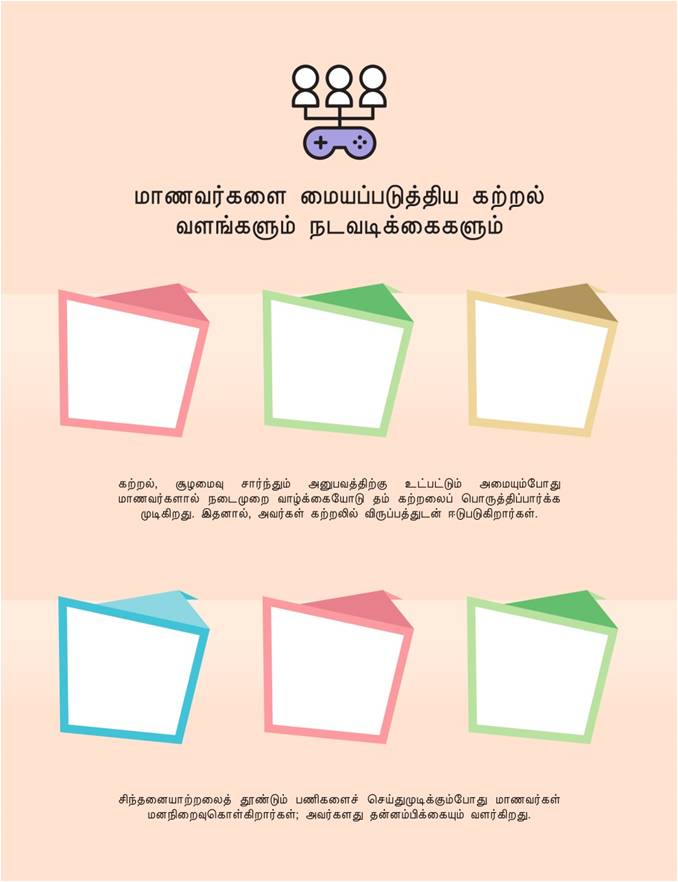 மாணவர்களை மையப்படுத்திய கற்றல்
வளங்களும் நடவடிக்கைகளும்
கற்றல், சூழமைவு சார்ந்தும் அனுபவத்திற்கு உட்பட்டும் அமையும்போது
மாணவர்களால் நடைமுறை வாழ்க்கையோடு தம் கற்றலைப் பொருத்திப்பார்க்க
முடிகிறது. இதனால், அவர்கள் கற்றலில் விருப்பத்துடன் ஈடுபடுகிறார்கள்.
சிந்தனையாற்றலைத் தூண்டும் பணிகளைச் செய்துமுடிக்கும்போது மாணவர்கள்
மனநிறைவுகொள்கிறார்கள்; அவர்களது தன்னம்பிக்கையும் வளர்கிறது.